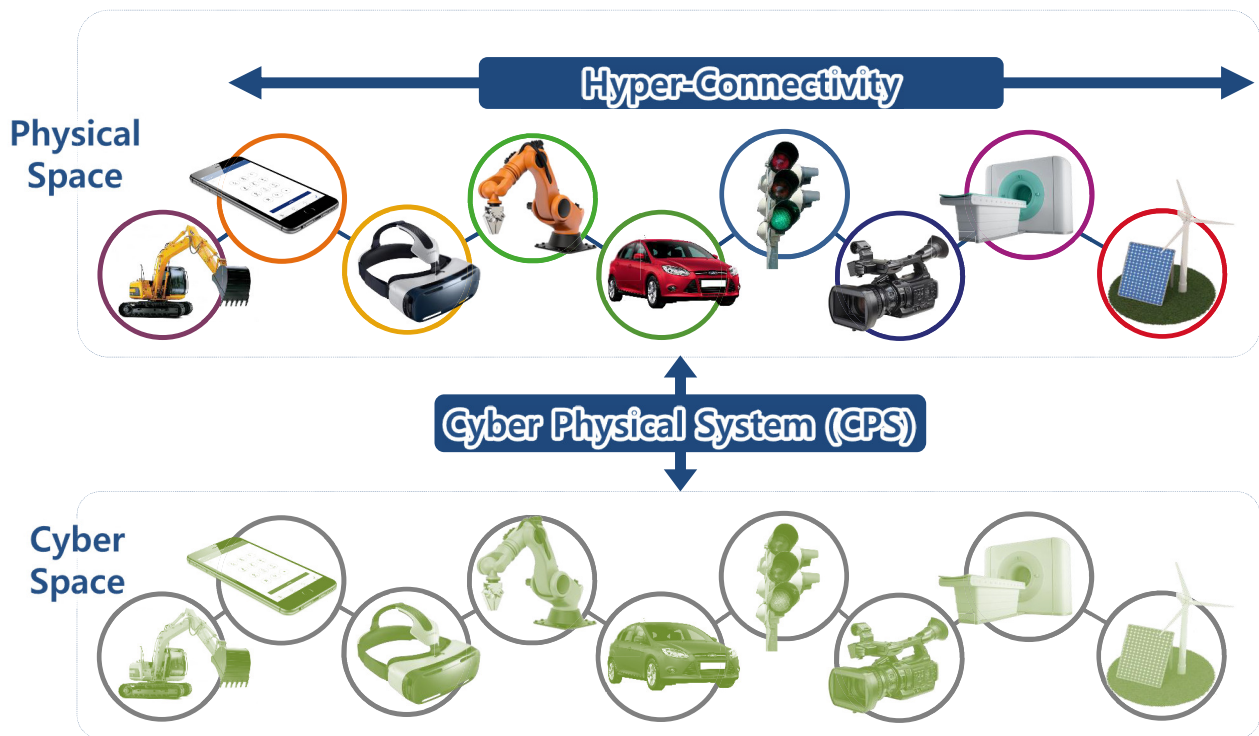 Hyper-Connectivity
Physical
Space
Cyber Physical System (CPS)
Cyber
Space